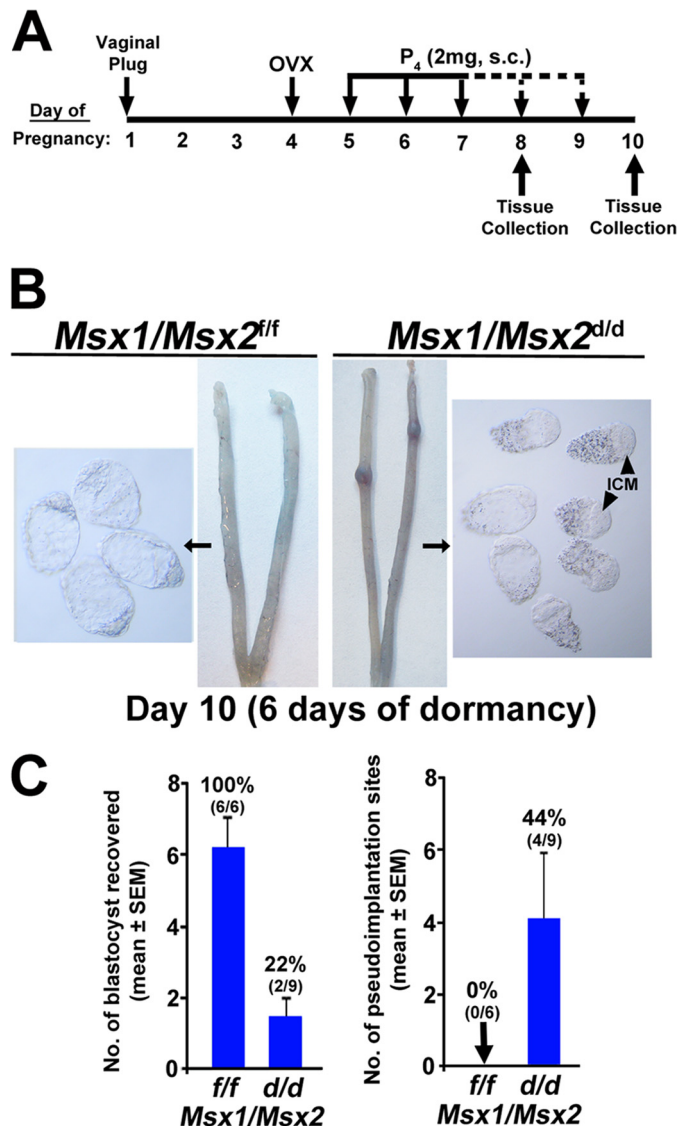 A
Vaginal
Plug
OVX
P4 (2mg, s.c.)
Day of
Pregnancy: 1 2 3 4 5 6 7 8 9 10
Tissue
Collection
Tissue
Collection
B
Msx1/Msx2f/f
Msx1/Msx2d/d
ICM
Day 10 (6 days of dormancy)
C
No. of blastocyst recovered
(mean ± SEM)
8
6
4
2
0
100%
(6/6)
22%
(2/9)
f/f d/d
Msx1/Msx2
No. of pseudoimplantation sites
(mean ± SEM)
8
6
4
2
0
0%
(0/6)
44%
(4/9)
f/f d/d
Msx1/Msx2